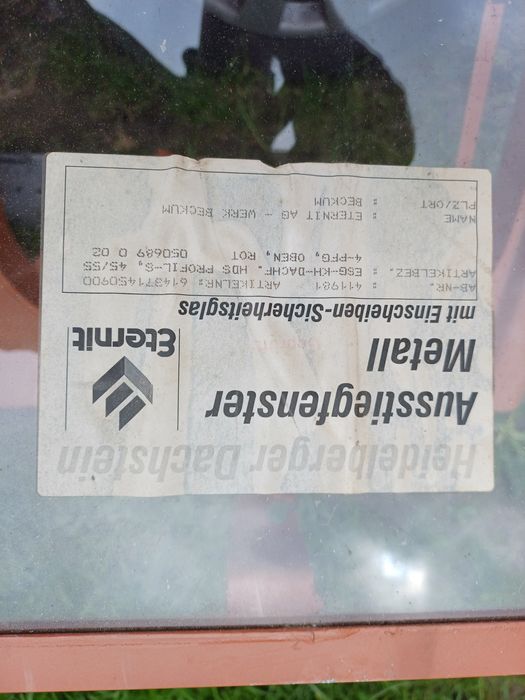 Heidelberger Dachstein
Ausstiegfenster
Metall
mit Einscheiben-Sicherheitsglas
Eternit
AB-NR. : 411981 ARTIKELNR: 614371450900
ARTIKELBEZ. : ESG-KH-DACHF. HDS PROFIL-S, 45/55
4-PFG, OBEN, ROT 050689 0 02
NAME : ETERNIT AG - WERK BECKUM
PLZ/ORT : BECKUM